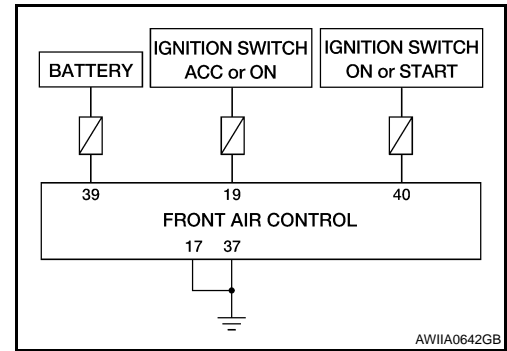 BATTERY
IGNITION SWITCH
ACC or ON
IGNITION SWITCH
ON or START
39 19 40
FRONT AIR CONTROL
17 37
AWIIA0642GB